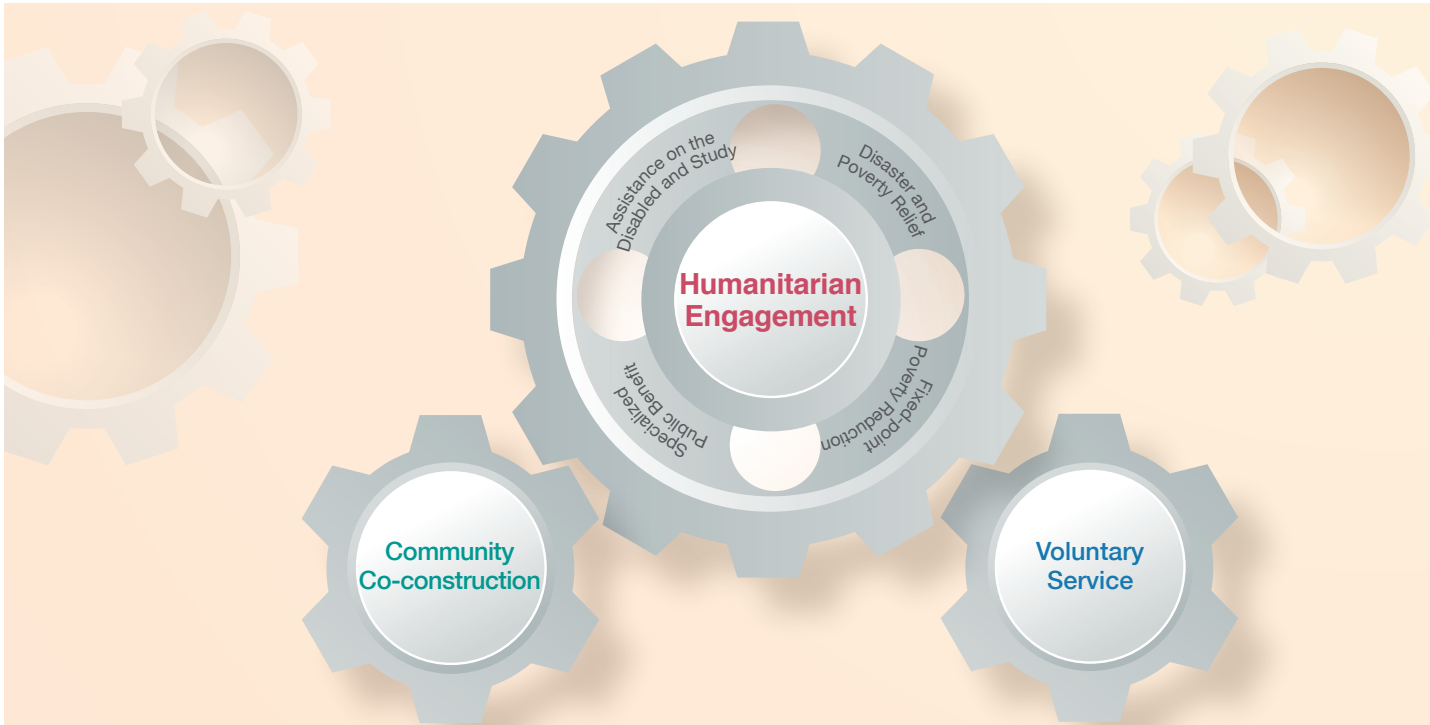 Assistance on the
Disabled and Study
Disaster and
Poverty Relief
Humanitarian
Engagement
Specialized
Public Benefit
Fixed-point
Poverty Reduction
Community
Co-construction
Voluntary
Service